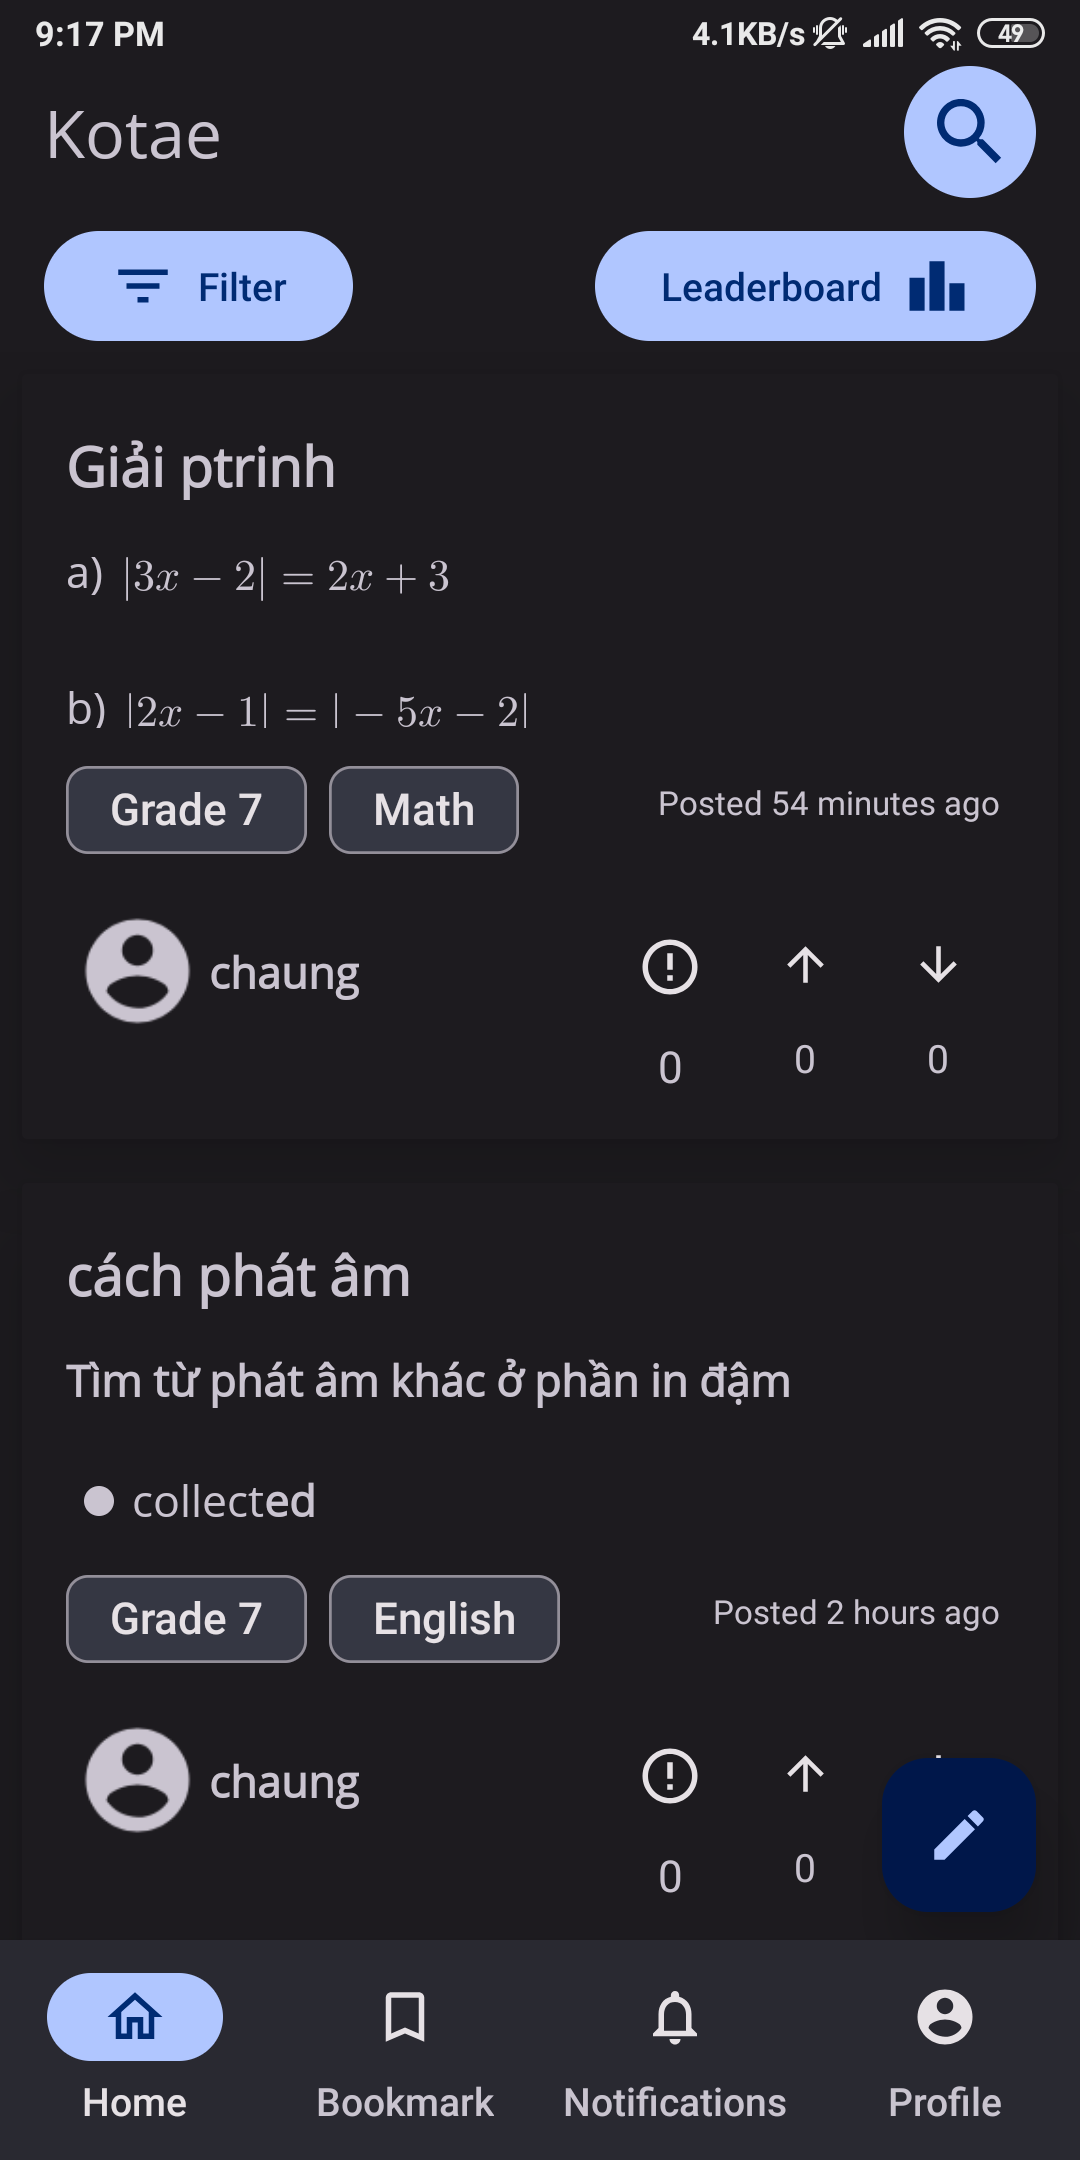 9:17 PM 4.1KB/s 49
Kotae
Filter Leaderboard
Giải ptrinh
a) |3x − 2| = 2x + 3
b) |2x − 1| = | − 5x − 2|
Grade 7 Math Posted 54 minutes ago
chaung
0 0 0
cách phát âm
Tìm từ phát âm khác ở phần in đậm
collected
Grade 7 English Posted 2 hours ago
chaung
0 0
Home Bookmark Notifications Profile